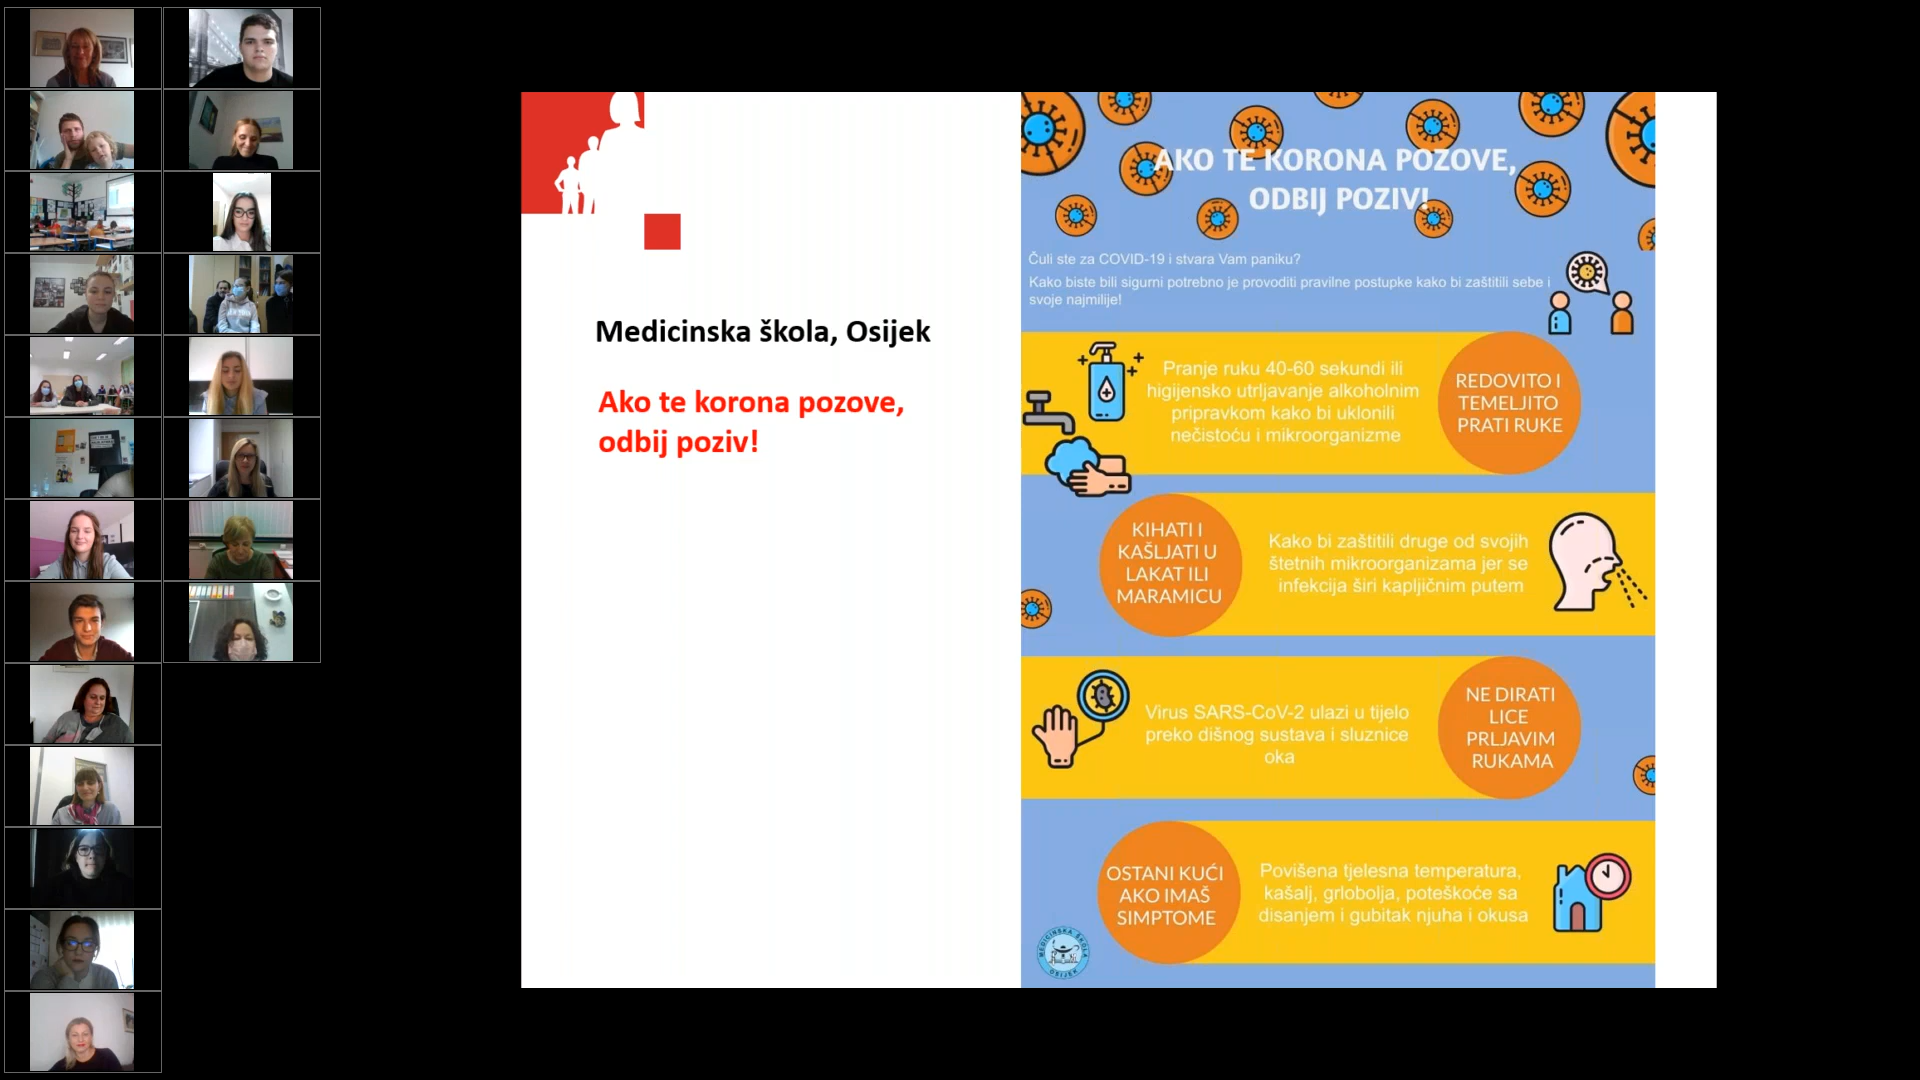 Medicinska škola, Osijek
Ako te korona pozove,
odbij poziv!
AKO TE KORONA POZOVE,
ODBIJ POZIV!
Čuli ste za COVID-19 i stvara Vam paniku?
Kako biste bili sigurni potrebno je provoditi pravilne postupke kako bi zaštitili sebe i
svoje najmilije!
Pranje ruku 40-60 sekundi ili
higijensko utrljavanje alkoholnim
pripravkom kako bi uklonili
nečistoću i mikroorganizme
REDOVITO I
TEMELJITO
PRATI RUKE
KIHATI I
KAŠLJATI U
LAKAT ILI
MARAMICU
Kako bi zaštitili druge od svojih
štetnih mikroorganizama jer se
infekcija širi kapljičnim putem
Virus SARS-CoV-2 ulazi u tijelo
preko dišnog sustava i sluznice
oka
NE DIRATI
LICE
PRLJAVIM
RUKAMA
OSTANI KUĆI
AKO IMAŠ
SIMPTOME
Povišena tjelesna temperatura,
kašalj, grlobolja, poteškoće sa
disanjem i gubitak njuha i okusa
MEDICINSKA ŠKOLA
OSIJEK